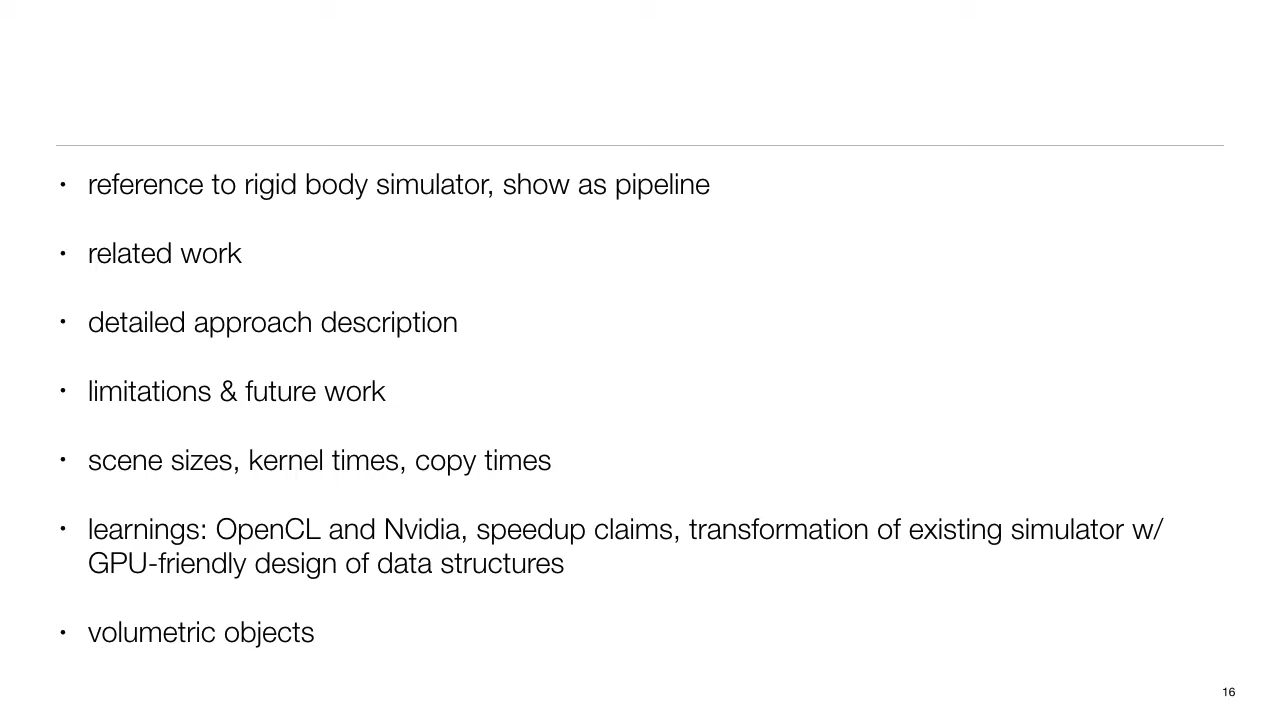 • reference to rigid body simulator, show as pipeline
• related work
• detailed approach description
• limitations & future work
• scene sizes, kernel times, copy times
• learnings: OpenCL and Nvidia, speedup claims, transformation of existing simulator w/
GPU-friendly design of data structures
• volumetric objects
16